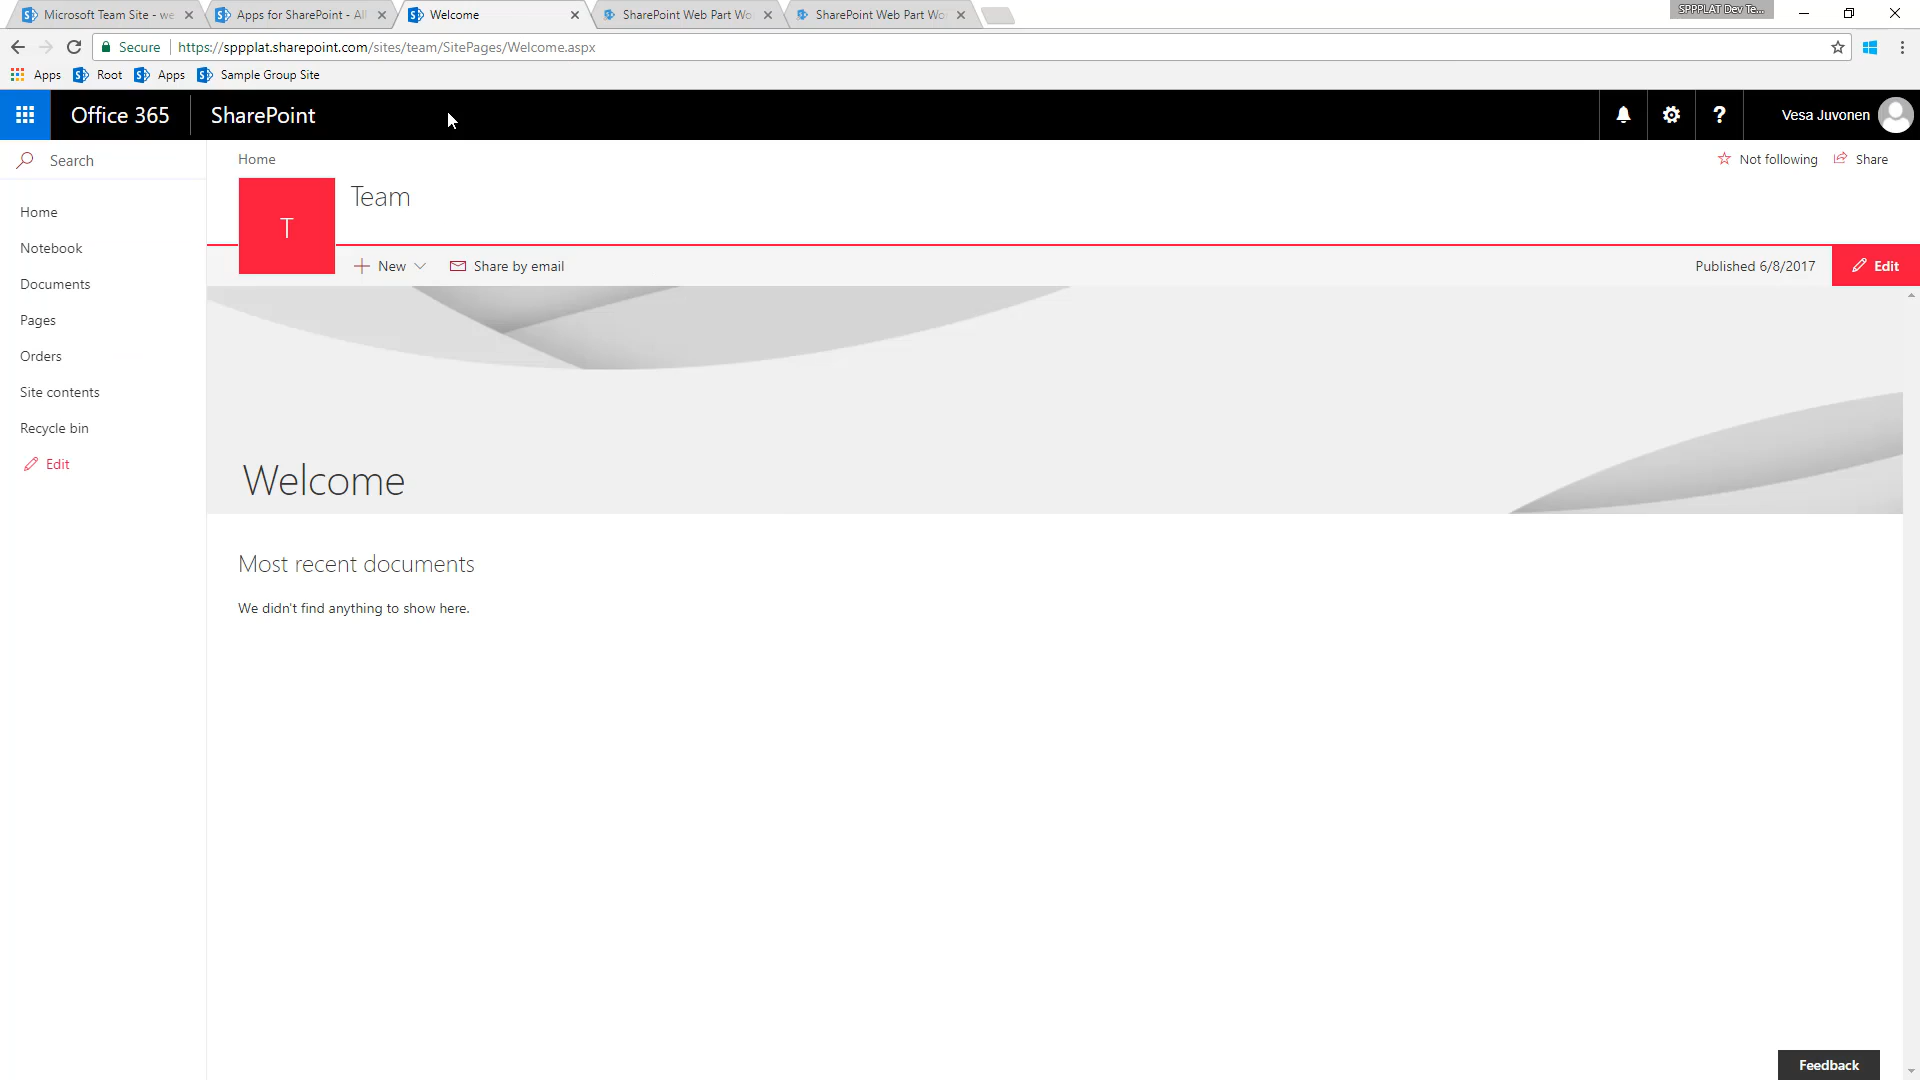 Microsoft Team Site - we
Apps for SharePoint - All
Welcome
SharePoint Web Part Wo
SharePoint Web Part Wo
SPPPLAT Dev Te...
Secure
https://sppplat.sharepoint.com/sites/team/SitePages/Welcome.aspx
Apps
Root
Apps
Sample Group Site
Office 365
SharePoint
?
Vesa Juvonen
Search
Home
Not following
Share
T
Team
Home
Notebook
Documents
Pages
Orders
Site contents
Recycle bin
Edit
New
Share by email
Published 6/8/2017
Edit
Welcome
Most recent documents
We didn't find anything to show here.
Feedback